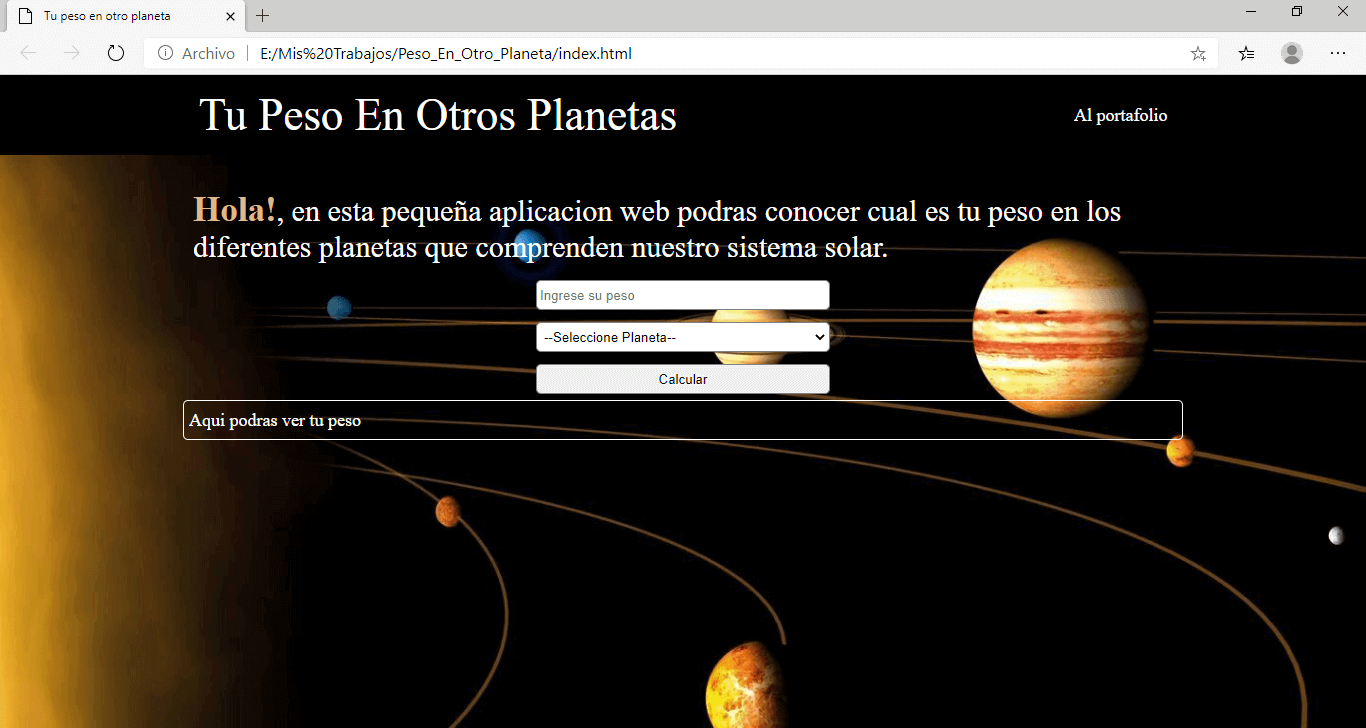 Tu peso en otro planeta
Archivo E:/Mis%20Trabajos/Peso_En_Otro_Planeta/index.html
Tu Peso En Otros Planetas
Al portafolio
Hola!, en esta pequeña aplicacion web podras conocer cual es tu peso en los
diferentes planetas que comprenden nuestro sistema solar.
Ingrese su peso
--Seleccione Planeta--
Calcular
Aqui podras ver tu peso